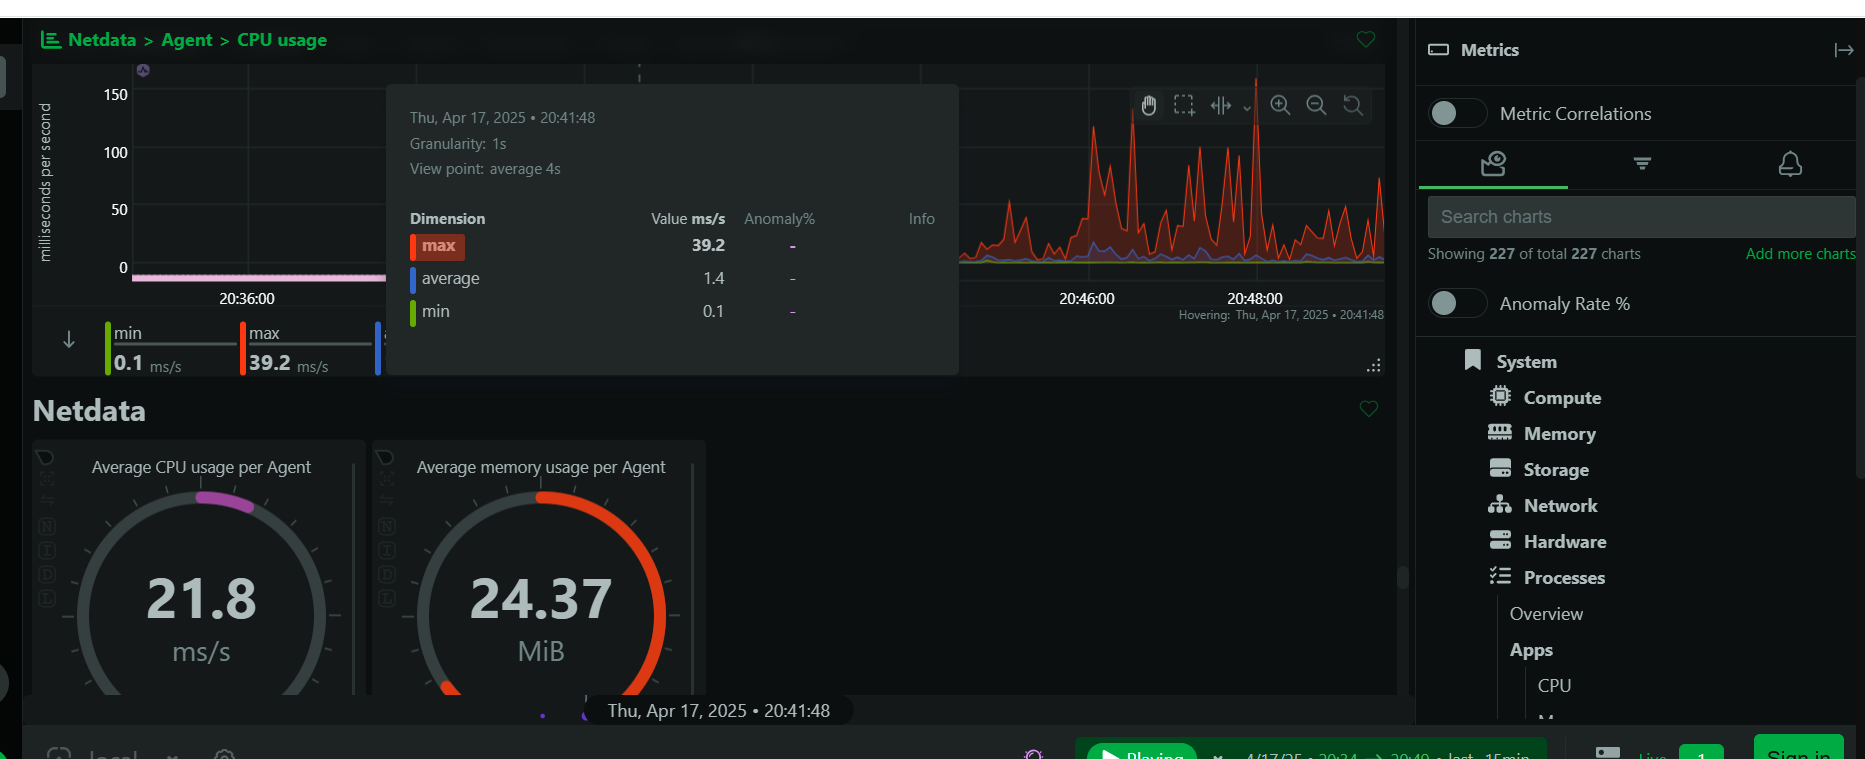 Netdata > Agent > CPU usage
milliseconds per second
150
100
50
0
20:36:00
20:46:00
20:48:00
Hovering: Thu, Apr 17, 2025 • 20:41:48
Thu, Apr 17, 2025 • 20:41:48
Granularity: 1s
View point: average 4s
Dimension Value ms/s Anomaly% Info
max 39.2 -
average 1.4 -
min 0.1 -
min
0.1 ms/s
max
39.2 ms/s
Netdata
Average CPU usage per Agent
N
I
D
L
21.8
ms/s
Average memory usage per Agent
N
I
D
L
24.37
MiB
Thu, Apr 17, 2025 • 20:41:48
local
Playing
4/17/25 • 20:34 → 20:49 • last 15min
Live
1
Sign in
Metrics
Metric Correlations
Search charts
Showing 227 of total 227 charts
Add more charts
Anomaly Rate %
System
Compute
Memory
Storage
Network
Hardware
Processes
Overview
Apps
CPU